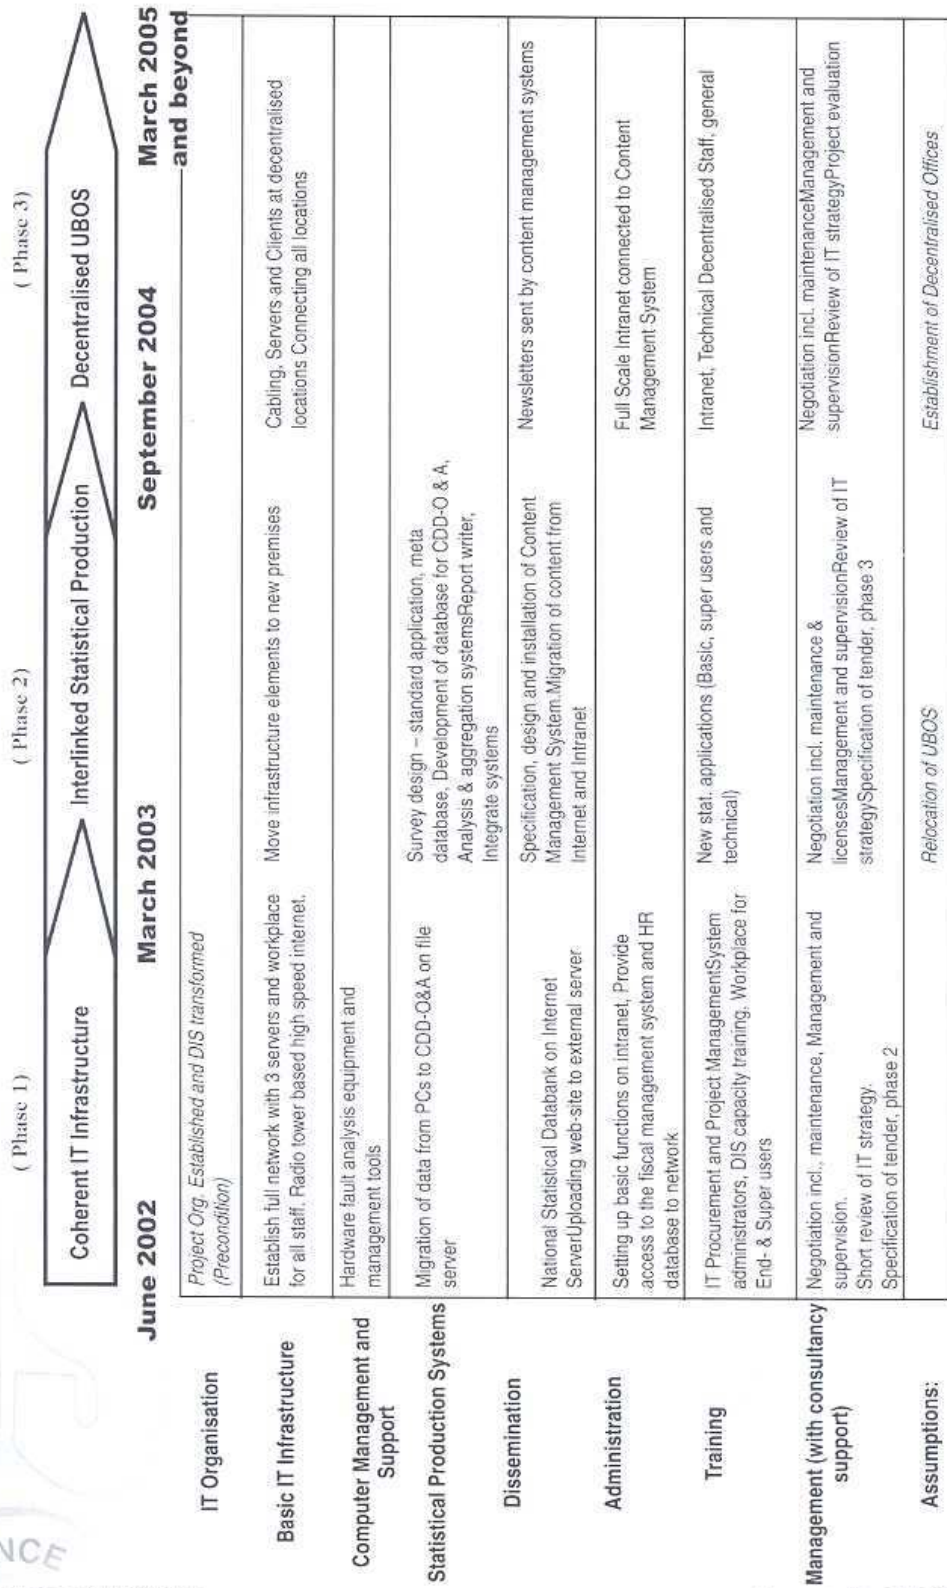 NCE
( Phase 1)
( Phase 2)
( Phase 3)
Coherent IT Infrastructure
Interlinked Statistical Production
Decentralised UBOS
June 2002
March 2003
September 2004
March 2005
and beyond
IT Organisation
Project Org. Established and DIS transformed
(Precondition)
Basic IT Infrastructure
Establish full network with 3 servers and workplace
for all staff. Radio tower based high speed internet.
Move infrastructure elements to new premises
Cabling, Servers and Clients at decentralised
locations Connecting all locations
Computer Management and
Support
Hardware fault analysis equipment and
management tools
Statistical Production Systems
Migration of data from PCs to CDD-O&A on file
server
Survey design – standard application, meta
database, Development of database for CDD-O & A,
Analysis & aggregation systemsReport writer,
Integrate systems
Dissemination
National Statistical Databank on Internet
ServerUploading web-site to external server
Specification, design and installation of Content
Management System.Migration of content from
Internet and Intranet
Newsletters sent by content management systems
Administration
Setting up basic functions on intranet, Provide
access to the fiscal management system and HR
database to network
Full Scale Intranet connected to Content
Management System
Training
IT Procurement and Project ManagementSystem
administrators, DIS capacity training, Workplace for
End- & Super users
New stat. applications (Basic, super users and
technical)
Intranet, Technical Decentralised Staff, general
Management (with consultancy
support)
Negotiation incl., maintenance, Management and
supervision.
Short review of IT strategy.
Specification of tender, phase 2
Negotiation incl. maintenance &
licensesManagement and supervisionReview of IT
strategySpecification of tender, phase 3
Negotiation incl. maintenanceManagement and
supervisionReview of IT strategyProject evaluation
Assumptions:
Relocation of UBOS
Establishment of Decentralised Offices